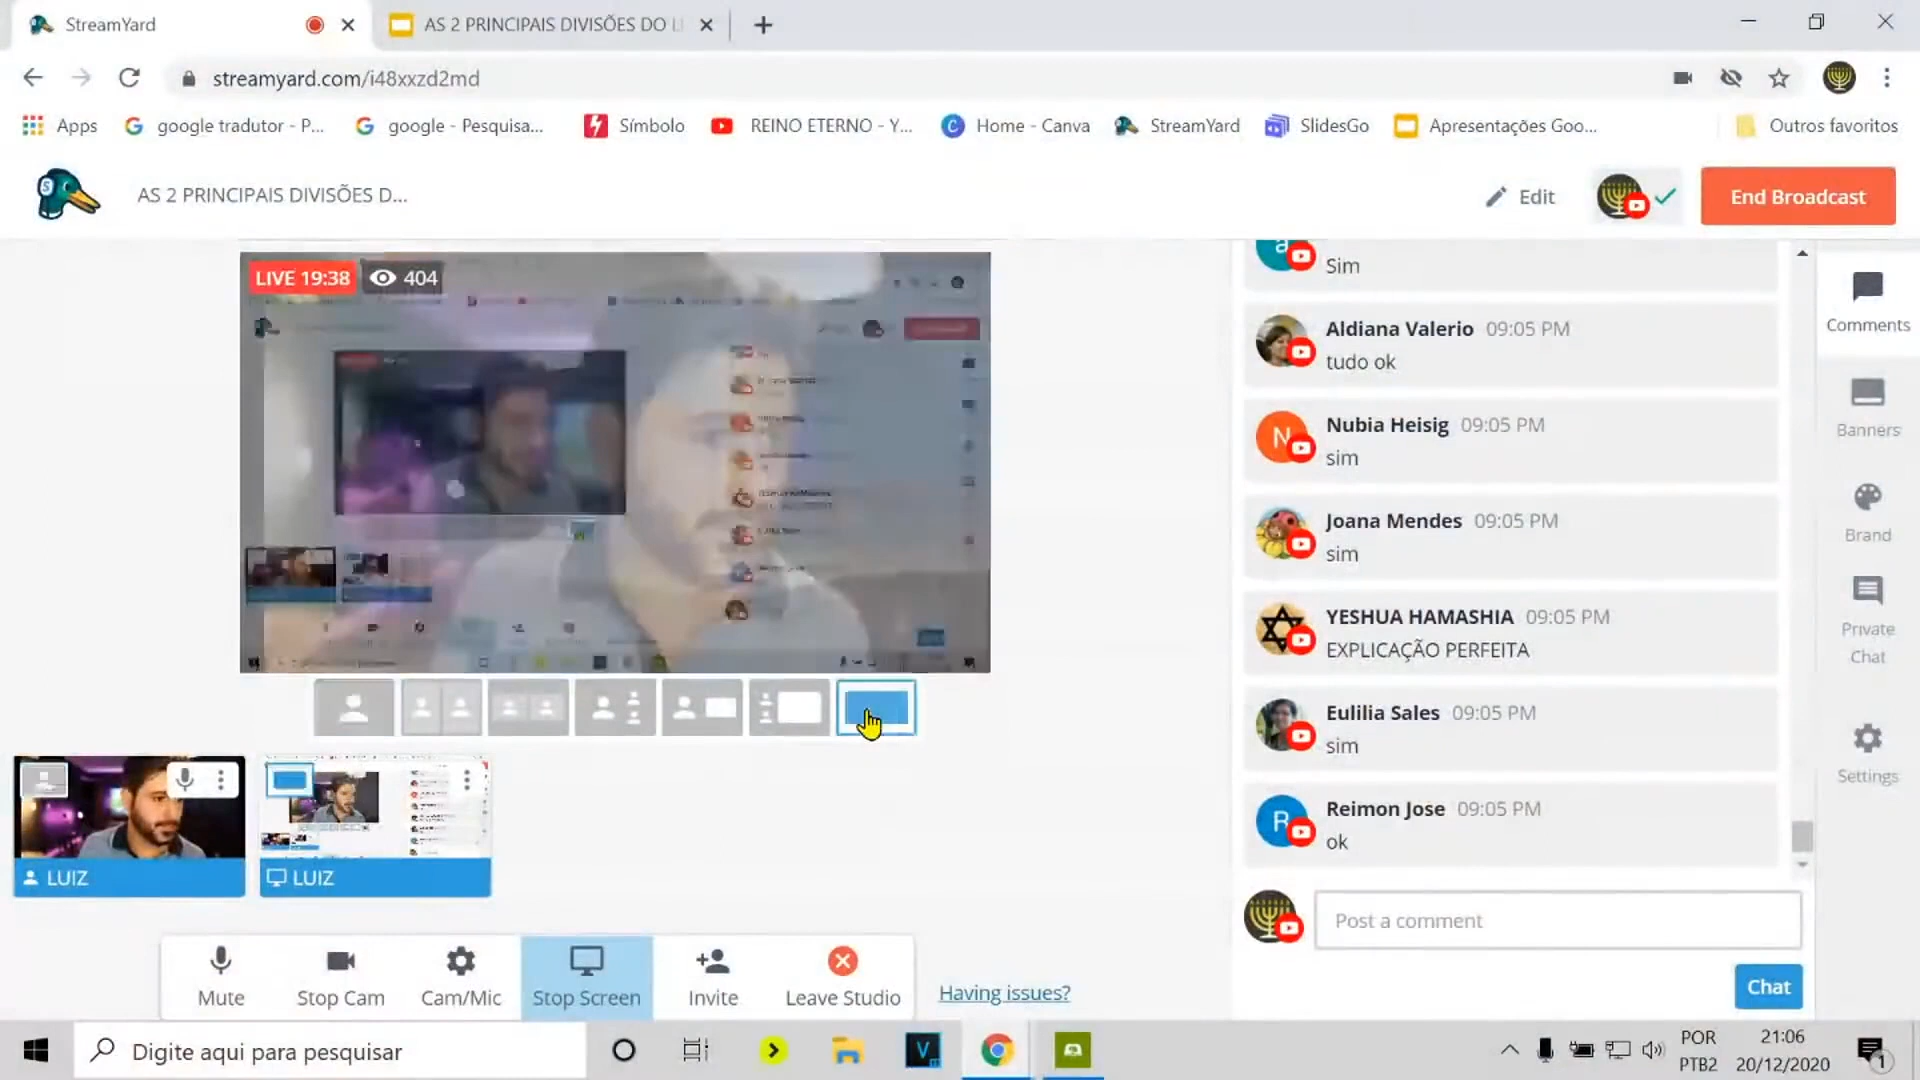 StreamYard
AS 2 PRINCIPAIS DIVISÕES DO L
streamyard.com/i48xxzd2md
Apps
google tradutor - P...
google - Pesquisa...
Símbolo
REINO ETERNO - Y...
Home - Canva
StreamYard
SlidesGo
Apresentações Goo...
Outros favoritos
AS 2 PRINCIPAIS DIVISÕES D...
Edit
End Broadcast
LIVE 19:38
404
Sim
Aldiana Valerio 09:05 PM
tudo ok
Nubia Heisig 09:05 PM
sim
Joana Mendes 09:05 PM
sim
YESHUA HAMASHIA 09:05 PM
EXPLICAÇÃO PERFEITA
Eulilia Sales 09:05 PM
sim
Reimon Jose 09:05 PM
ok
Post a comment
Chat
Comments
Banners
Brand
Private
Chat
Settings
LUIZ
LUIZ
Mute
Stop Cam
Cam/Mic
Stop Screen
Invite
Leave Studio
Having issues?
Digite aqui para pesquisar
POR
PTB2
21:06
20/12/2020
1